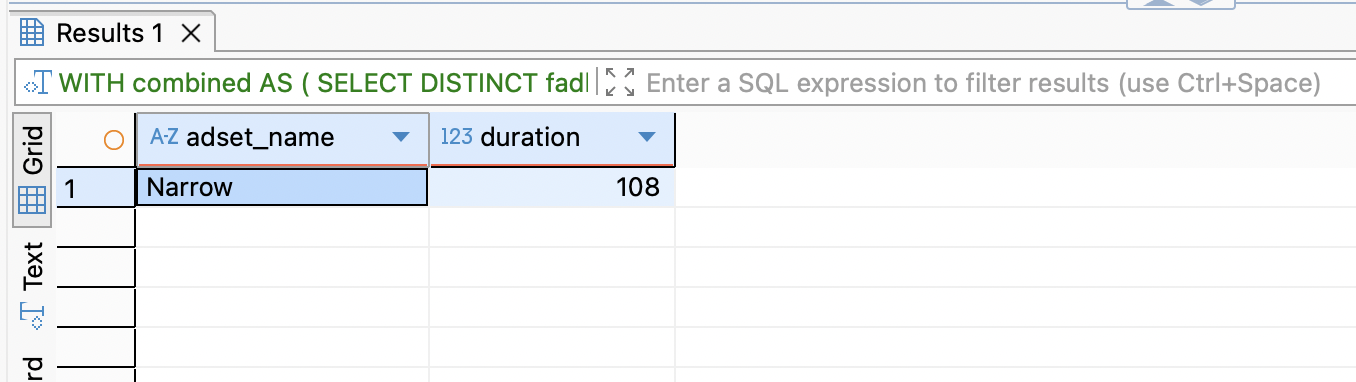 Results 1
WITH combined AS ( SELECT DISTINCT fadl Enter a SQL expression to filter results (use Ctrl+Space)
Grid
A-Z adset_name 123 duration
1 Narrow 108
Text
rd